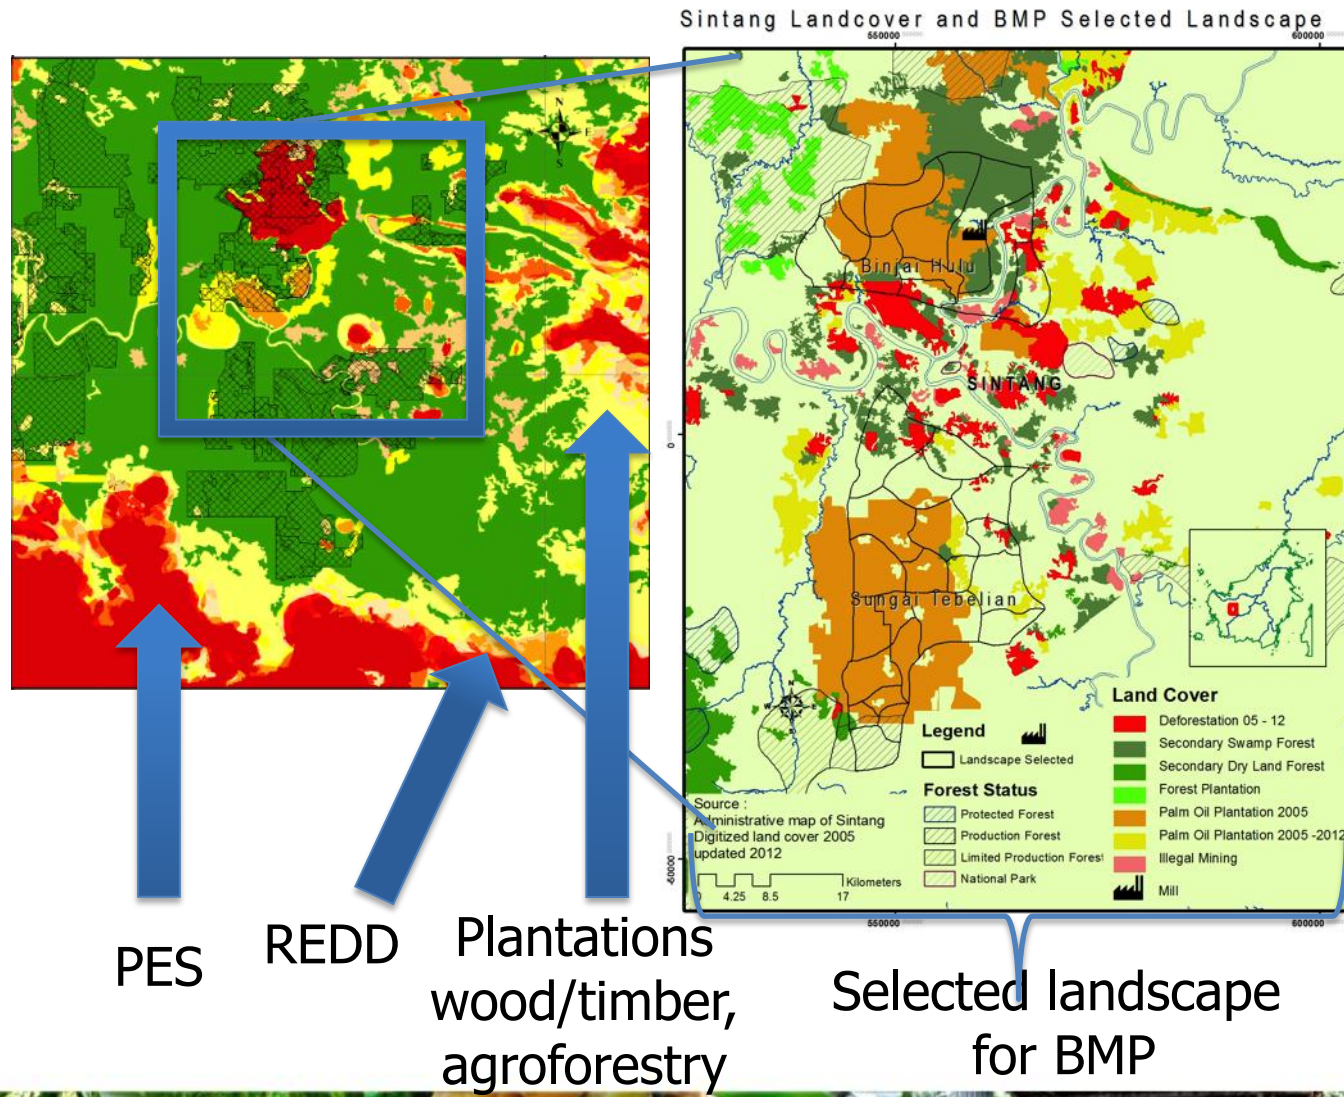 Sintang Landcover and BMP Selected Landscape
550000
600000
N
E
S
Binjai Hulu
SINTANG
0
Sungai Tebelian
N
W
E
S
Legend
Landscape Selected
Forest Status
Protected Forest
Production Forest
Limited Production Forest
National Park
Land Cover
Deforestation 05 - 12
Secondary Swamp Forest
Secondary Dry Land Forest
Forest Plantation
Palm Oil Plantation 2005
Palm Oil Plantation 2005 -2012
Illegal Mining
Mill
Source :
Administrative map of Sintang
Digitized land cover 2005
updated 2012
Kilometers
0 4.25 8.5 17
-50000
550000
600000
PES
REDD
Plantations
wood/timber,
agroforestry
Selected landscape
for BMP